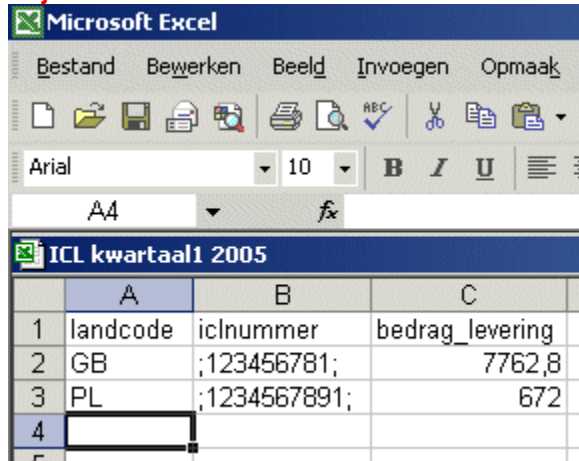 Microsoft Excel
Bestand Bewerken Beeld Invoegen Opmaak
ABC
Arial 10 B I U
A4 fx
ICL kwartaal1 2005
A B C
1 landcode iclnummer bedrag_levering
2 GB ;123456781; 7762,8
3 PL ;1234567891; 672
4